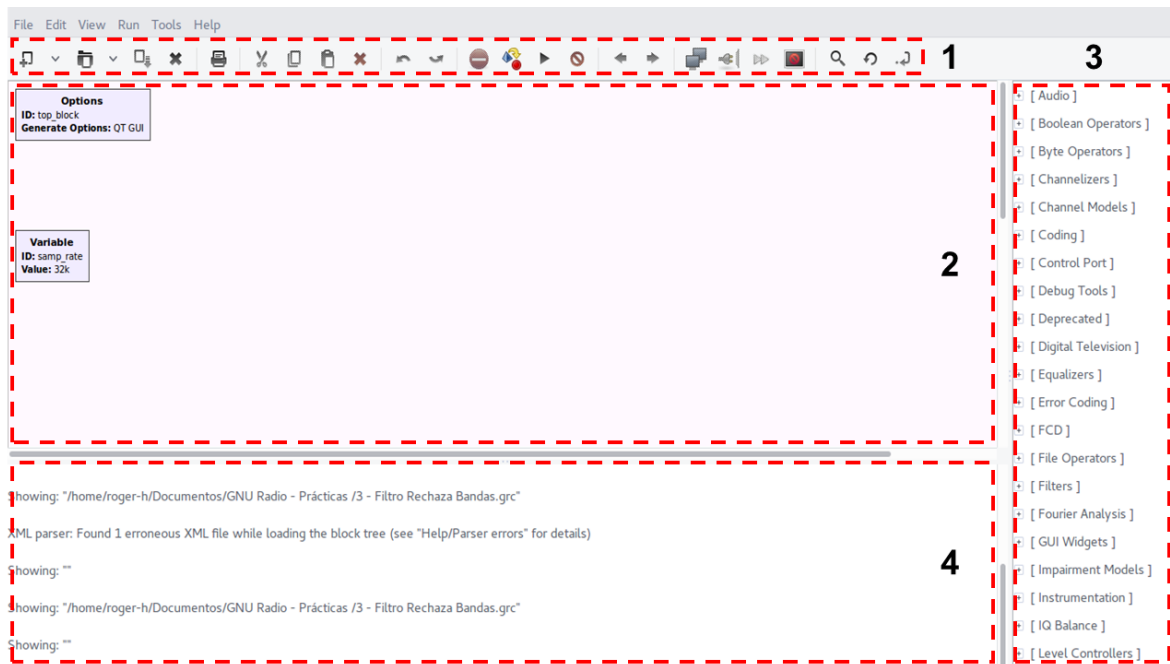 File Edit View Run Tools Help
1
3
Options
ID: top_block
Generate Options: QT GUI
Variable
ID: samp_rate
Value: 32k
2
[ Audio ]
[ Boolean Operators ]
[ Byte Operators ]
[ Channelizers ]
[ Channel Models ]
[ Coding ]
[ Control Port ]
[ Debug Tools ]
[ Deprecated ]
[ Digital Television ]
[ Equalizers ]
[ Error Coding ]
[ FCD ]
[ File Operators ]
[ Filters ]
[ Fourier Analysis ]
[ GUI Widgets ]
[ Impairment Models ]
[ Instrumentation ]
[ IQ Balance ]
[ Level Controllers ]
Showing: "/home/roger-h/Documentos/GNU Radio - Prácticas /3 - Filtro Rechaza Bandas.grc"
XML parser: Found 1 erroneous XML file while loading the block tree (see "Help/Parser errors" for details)
Showing: ""
4
Showing: "/home/roger-h/Documentos/GNU Radio - Prácticas /3 - Filtro Rechaza Bandas.grc"
Showing: ""